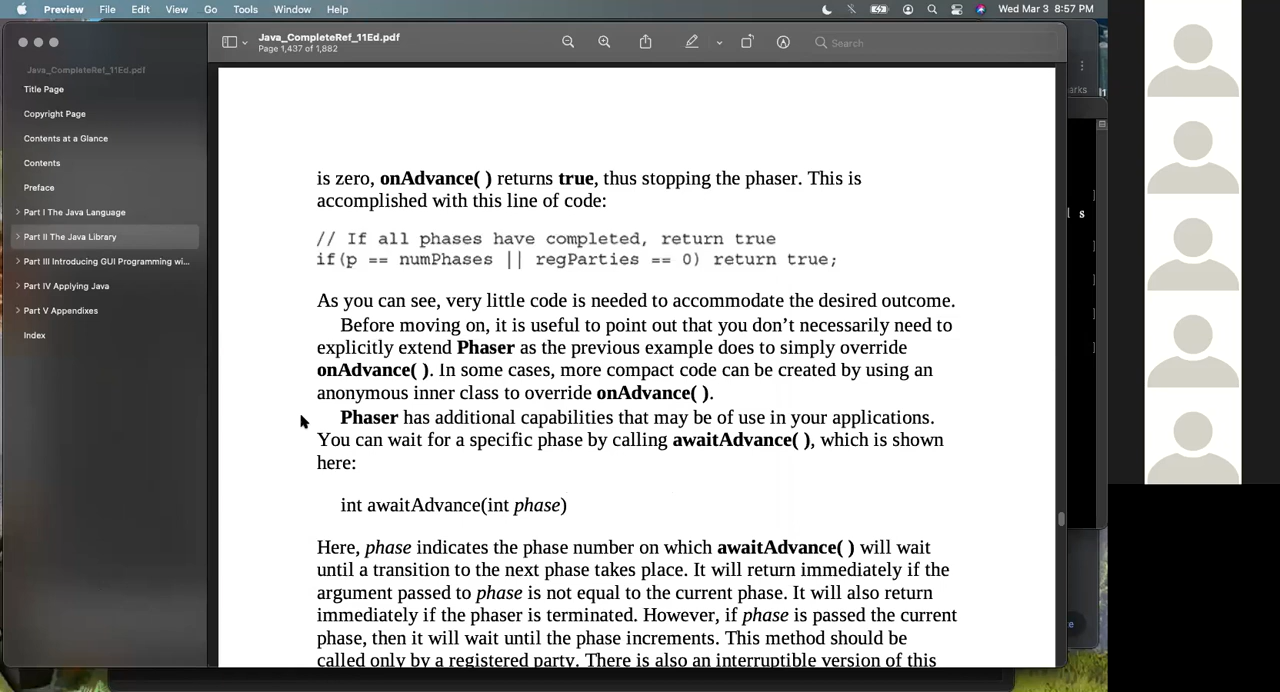 Preview File Edit View Go Tools Window Help Wed Mar 3 8:57 PM
Java_CompleteRef_11Ed.pdf
Page 1,437 of 1,882
Search
Java_CompleteRef_11Ed.pdf
Title Page
Copyright Page
Contents at a Glance
Contents
Preface
Part I The Java Language
Part II The Java Library
Part III Introducing GUI Programming wi...
Part IV Applying Java
Part V Appendixes
Index
is zero, onAdvance( ) returns true, thus stopping the phaser. This is
accomplished with this line of code:
// If all phases have completed, return true
if(p == numPhases || regParties == 0) return true;
As you can see, very little code is needed to accommodate the desired outcome.
Before moving on, it is useful to point out that you don’t necessarily need to
explicitly extend Phaser as the previous example does to simply override
onAdvance( ). In some cases, more compact code can be created by using an
anonymous inner class to override onAdvance( ).
Phaser has additional capabilities that may be of use in your applications.
You can wait for a specific phase by calling awaitAdvance( ), which is shown
here:
int awaitAdvance(int phase)
Here, phase indicates the phase number on which awaitAdvance( ) will wait
until a transition to the next phase takes place. It will return immediately if the
argument passed to phase is not equal to the current phase. It will also return
immediately if the phaser is terminated. However, if phase is passed the current
phase, then it will wait until the phase increments. This method should be
called only by a registered party. There is also an interruptible version of this